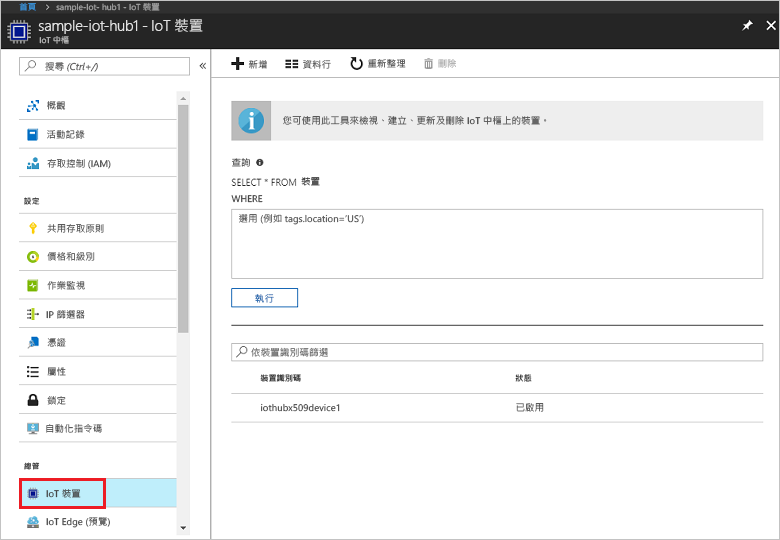 首頁 > sample-Iot- hub1 - IoT 裝置
sample-iot-hub1 - IoT 裝置
IoT 中樞
搜尋 (Ctrl+/)
概觀
活動記錄
存取控制 (IAM)
設定
共用存取原則
價格和級別
作業監視
IP 篩選器
憑證
屬性
鎖定
自動化指令碼
總管
IoT 裝置
IoT Edge (預覽)
新增 資料行 重新整理 刪除
您可使用此工具來檢視、建立、更新及刪除 IoT 中樞上的裝置。
查詢
SELECT * FROM 裝置
WHERE
選用 (例如 tags.location='US')
執行
依裝置識別碼篩選
裝置識別碼 狀態
iothubx509device1 已啟用